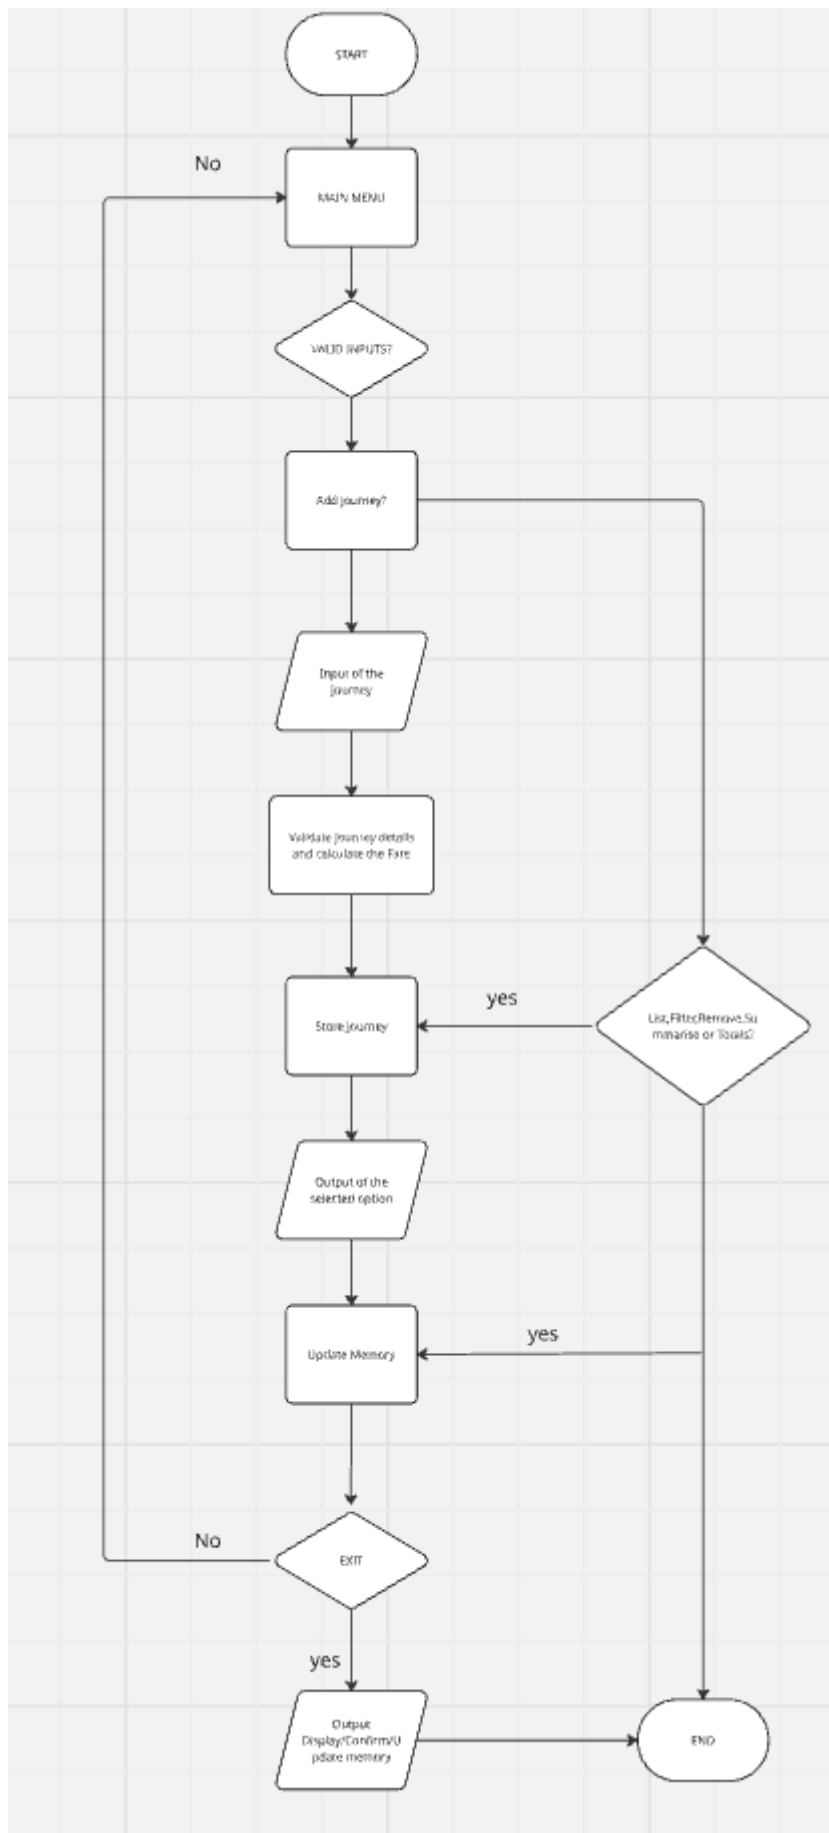 START
No
MAIN MENU
VALID INPUTS?
Add journey?
Input of the
journey
Validate journey details
and calculate the Fare
yes
Store journey
List,Filter,Remove,Su
mmarise or Totals?
Output of the
selected option
yes
Update Memory
No
EXIT
yes
Output
Display/Confirm/U
pdate memory
END